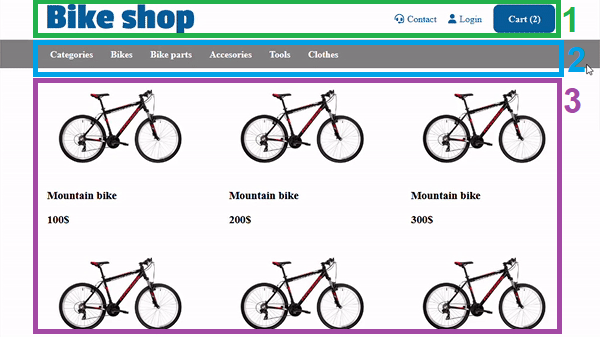 Bike shop Contact Login Cart (2) 1
Categories Bikes Bike parts Accesories Tools Clothes 2
3
Mountain bike Mountain bike Mountain bike
100$ 200$ 300$